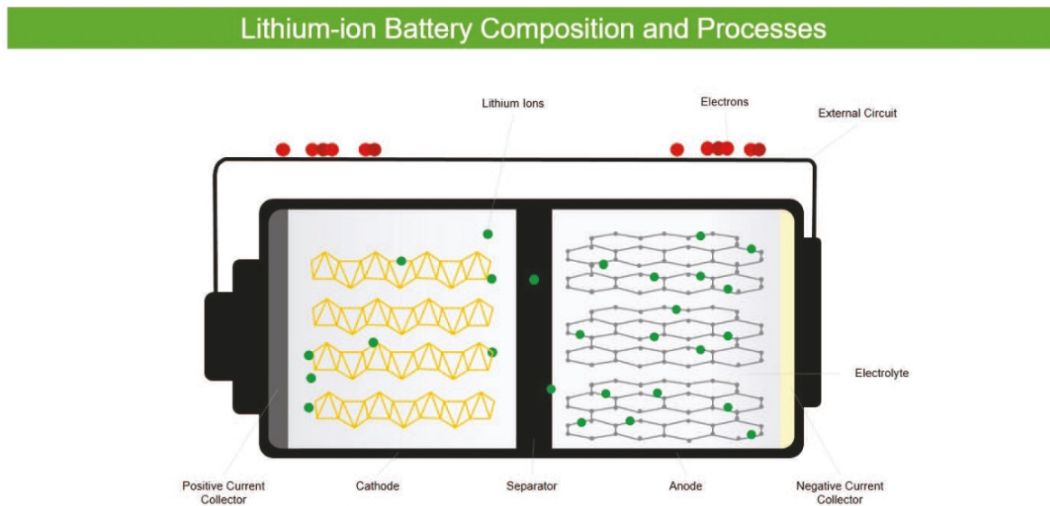 Lithium-ion Battery Composition and Processes
Lithium Ions
Electrons
External Circuit
Electrolyte
Positive Current
Collector
Cathode
Separator
Anode
Negative Current
Collector